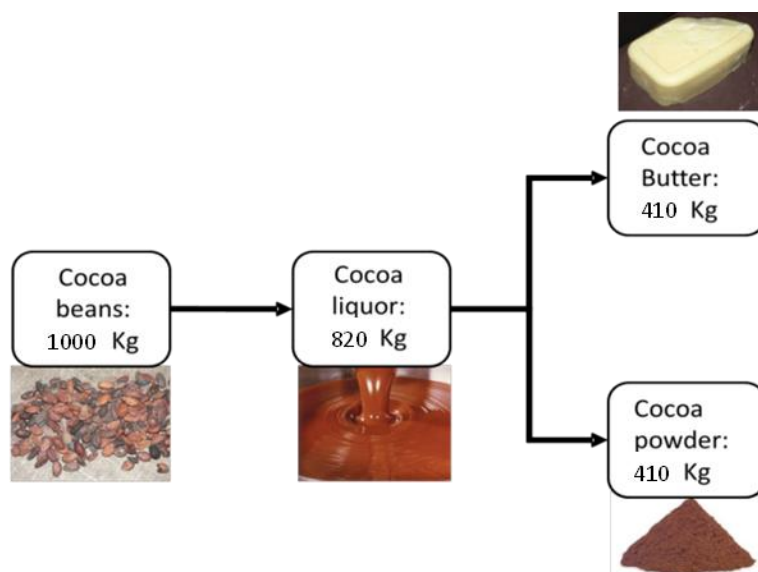 Cocoa
beans:
1000 Kg
Cocoa
liquor:
820 Kg
Cocoa
Butter:
410 Kg
Cocoa
powder:
410 Kg